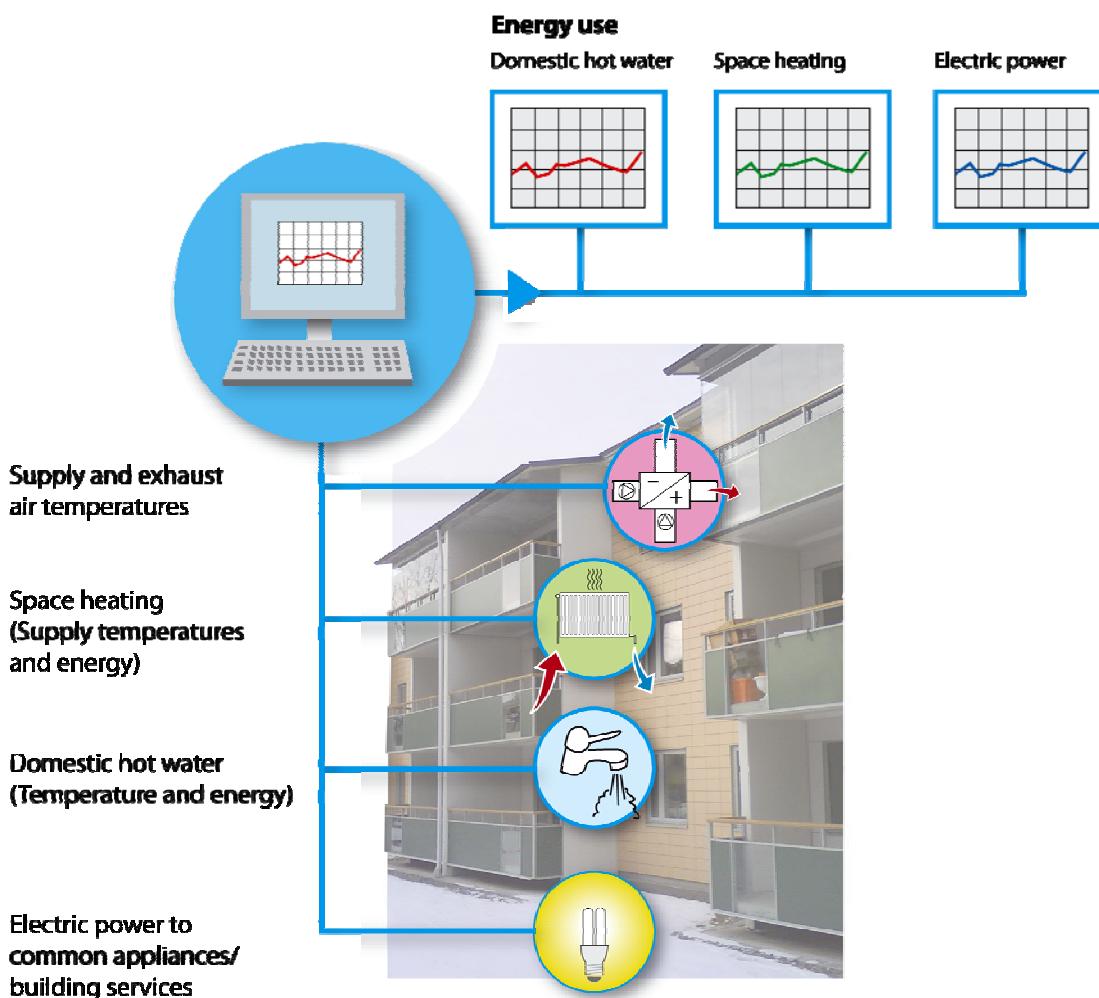 Energy use
Domestic hot water
Space heating
Electric power
Supply and exhaust
air temperatures
Space heating
(Supply temperatures
and energy)
Domestic hot water
(Temperature and energy)
Electric power to
common appliances/
building services